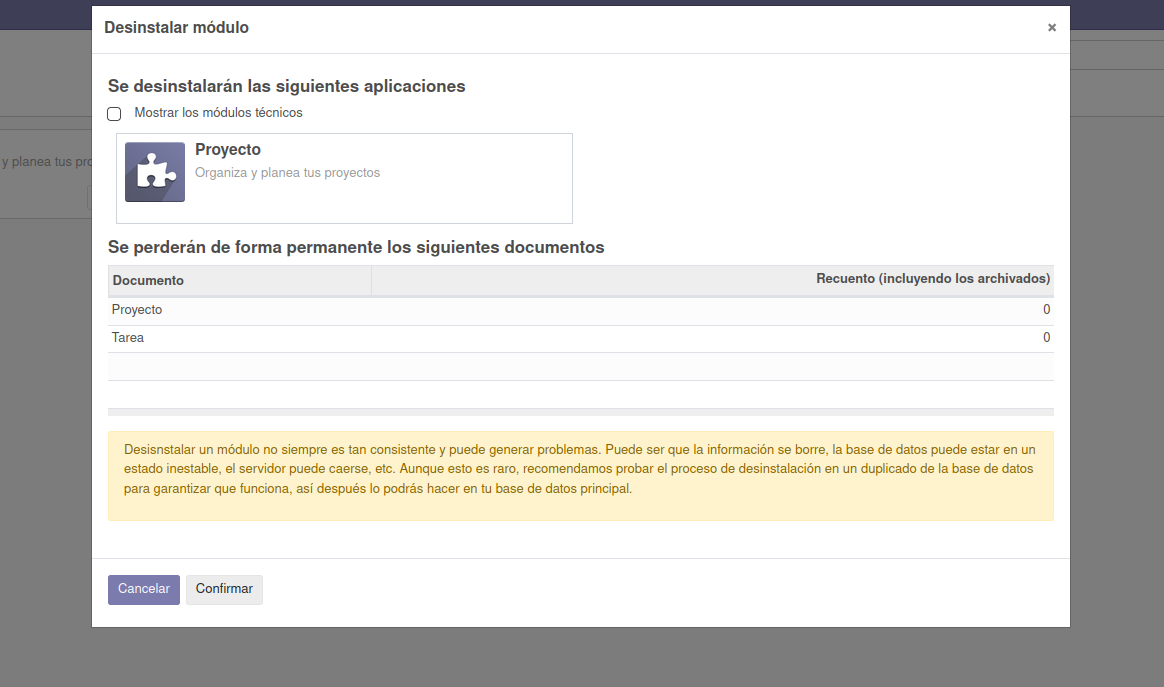 Desinstalar módulo
×
Se desinstalarán las siguientes aplicaciones
Mostrar los módulos técnicos
y planea tus pro
Proyecto
Organiza y planea tus proyectos
Se perderán de forma permanente los siguientes documentos
Documento Recuento (incluyendo los archivados)
Proyecto 0
Tarea 0
Desisnstalar un módulo no siempre es tan consistente y puede generar problemas. Puede ser que la información se borre, la base de datos puede estar en un
estado inestable, el servidor puede caerse, etc. Aunque esto es raro, recomendamos probar el proceso de desinstalación en un duplicado de la base de datos
para garantizar que funciona, así después lo podrás hacer en tu base de datos principal.
Cancelar Confirmar